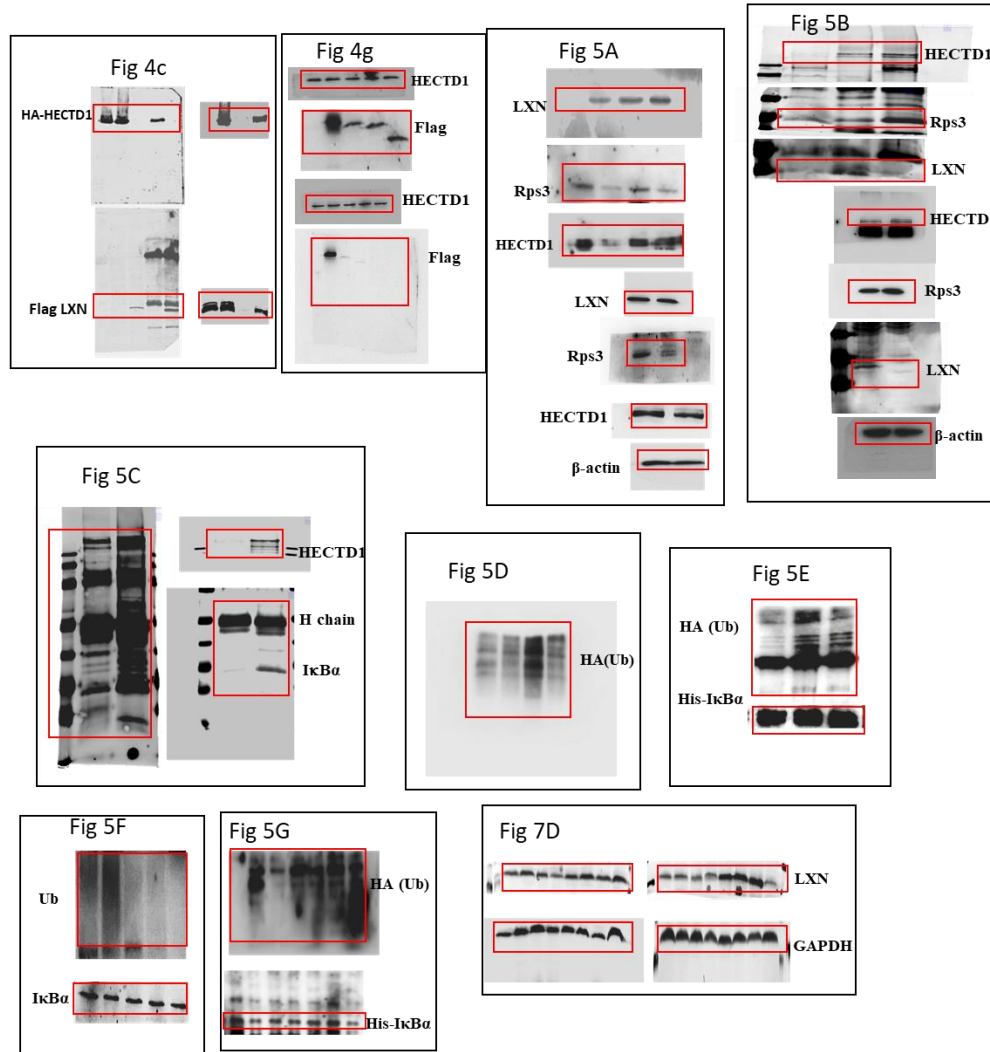 Fig 4c
HA-HECTD1
Flag LXN
Fig 4g
HECTD1
Flag
HECTD1
Flag
Fig 5A
LXN
Rps3
HECTD1
LXN
Rps3
HECTD1
β-actin
Fig 5B
HECTD1
Rps3
LXN
HECTD
Rps3
LXN
β-actin
Fig 5C
HECTD1
H chain
IκBα
Fig 5D
HA(Ub)
Fig 5E
HA (Ub)
His-IκBα
Fig 5F
Ub
IκBα
Fig 5G
HA (Ub)
His-IκBα
Fig 7D
LXN
GAPDH